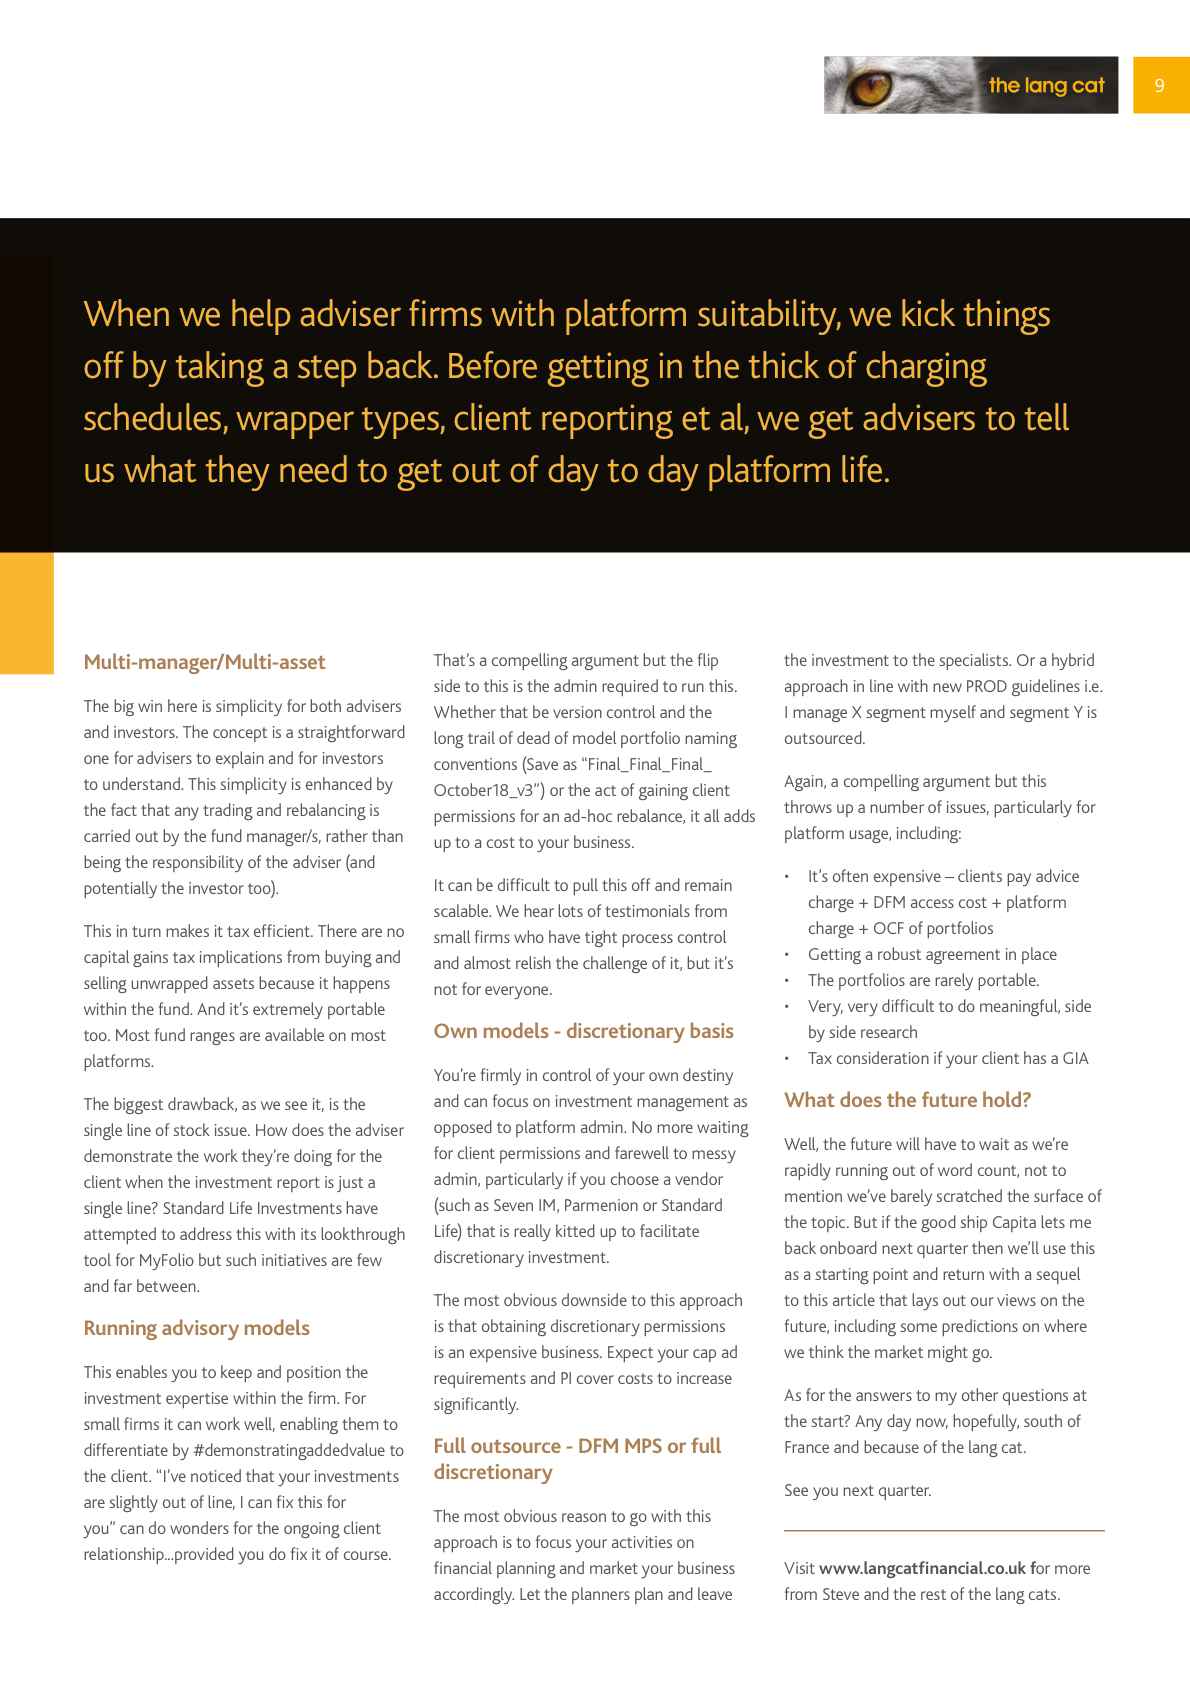 the lang cat
9
When we help adviser firms with platform suitability, we kick things
off by taking a step back. Before getting in the thick of charging
schedules, wrapper types, client reporting et al, we get advisers to tell
us what they need to get out of day to day platform life.
Multi-manager/Multi-asset
The big win here is simplicity for both advisers
and investors. The concept is a straightforward
one for advisers to explain and for investors
to understand. This simplicity is enhanced by
the fact that any trading and rebalancing is
carried out by the fund manager/s, rather than
being the responsibility of the adviser (and
potentially the investor too).
This in turn makes it tax efficient. There are no
capital gains tax implications from buying and
selling unwrapped assets because it happens
within the fund. And it's extremely portable
too. Most fund ranges are available on most
platforms.
The biggest drawback, as we see it, is the
single line of stock issue. How does the adviser
demonstrate the work they're doing for the
client when the investment report is just a
single line? Standard Life Investments have
attempted to address this with its lookthrough
tool for MyFolio but such initiatives are few
and far between.
Running advisory models
This enables you to keep and position the
investment expertise within the firm. For
small firms it can work well, enabling them to
differentiate by #demonstratingaddedvalue to
the client. "I've noticed that your investments
are slightly out of line, I can fix this for
you" can do wonders for the ongoing client
relationship...provided you do fix it of course.
That's a compelling argument but the flip
side to this is the admin required to run this.
Whether that be version control and the
long trail of dead of model portfolio naming
conventions (Save as "Final_Final_Final_
October18_v3") or the act of gaining client
permissions for an ad-hoc rebalance, it all adds
up to a cost to your business.
It can be difficult to pull this off and remain
scalable. We hear lots of testimonials from
small firms who have tight process control
and almost relish the challenge of it, but it's
not for everyone.
Own models - discretionary basis
You're firmly in control of your own destiny
and can focus on investment management as
opposed to platform admin. No more waiting
for client permissions and farewell to messy
admin, particularly if you choose a vendor
(such as Seven IM, Parmenion or Standard
Life) that is really kitted up to facilitate
discretionary investment.
The most obvious downside to this approach
is that obtaining discretionary permissions
is an expensive business. Expect your cap ad
requirements and PI cover costs to increase
significantly.
Full outsource - DFM MPS or full
discretionary
The most obvious reason to go with this
approach is to focus your activities on
financial planning and market your business
accordingly. Let the planners plan and leave
the investment to the specialists. Or a hybrid
approach in line with new PROD guidelines i.e.
I manage X segment myself and segment Y is
outsourced.
Again, a compelling argument but this
throws up a number of issues, particularly for
platform usage, including:
• It's often expensive – clients pay advice
charge + DFM access cost + platform
charge + OCF of portfolios
• Getting a robust agreement in place
• The portfolios are rarely portable.
• Very, very difficult to do meaningful, side
by side research
• Tax consideration if your client has a GIA
What does the future hold?
Well, the future will have to wait as we're
rapidly running out of word count, not to
mention we've barely scratched the surface of
the topic. But if the good ship Capita lets me
back onboard next quarter then we'll use this
as a starting point and return with a sequel
to this article that lays out our views on the
future, including some predictions on where
we think the market might go.
As for the answers to my other questions at
the start? Any day now, hopefully, south of
France and because of the lang cat.
See you next quarter.
Visit www.langcatfinancial.co.uk for more
from Steve and the rest of the lang cats.